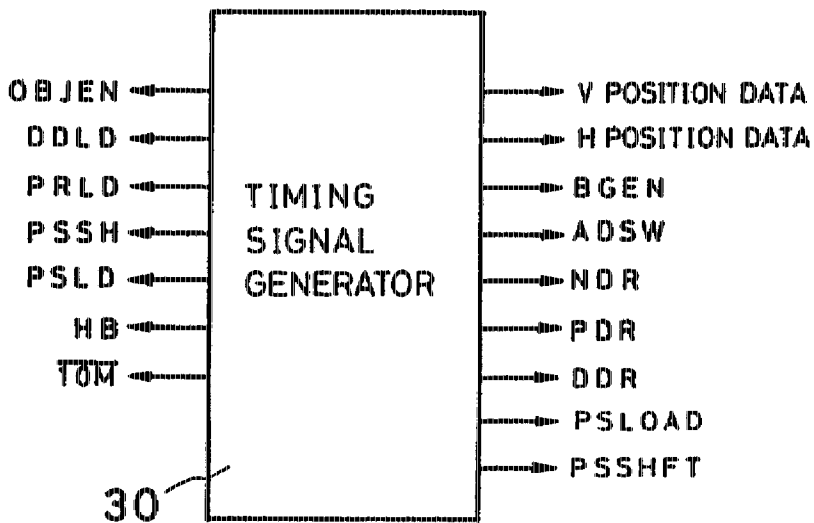 OBJEN
DDLD
PRLD
PSSH
PSLD
HB
T0M
TIMING
SIGNAL
GENERATOR
V POSITION DATA
H POSITION DATA
BGEN
ADSW
NDR
PDR
DDR
PSLOAD
PSSHFT
30